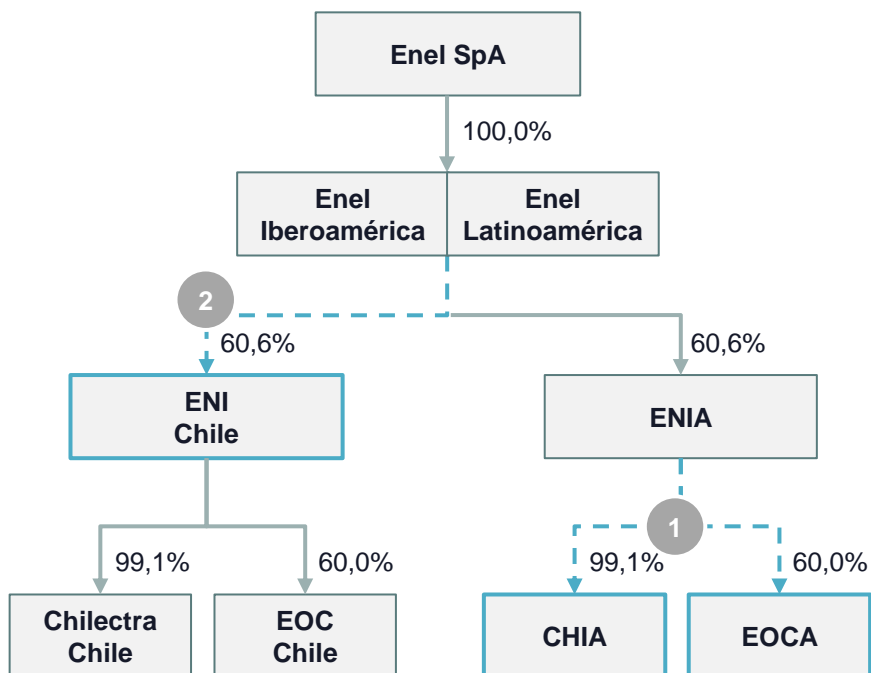 Enel SpA
100,0%
Enel
Iberoamérica
Enel
Latinoamérica
2
60,6%
60,6%
ENI
Chile
ENIA
1
99,1%
60,0%
99,1%
60,0%
Chilectra
Chile
EOC
Chile
CHIA
EOCA